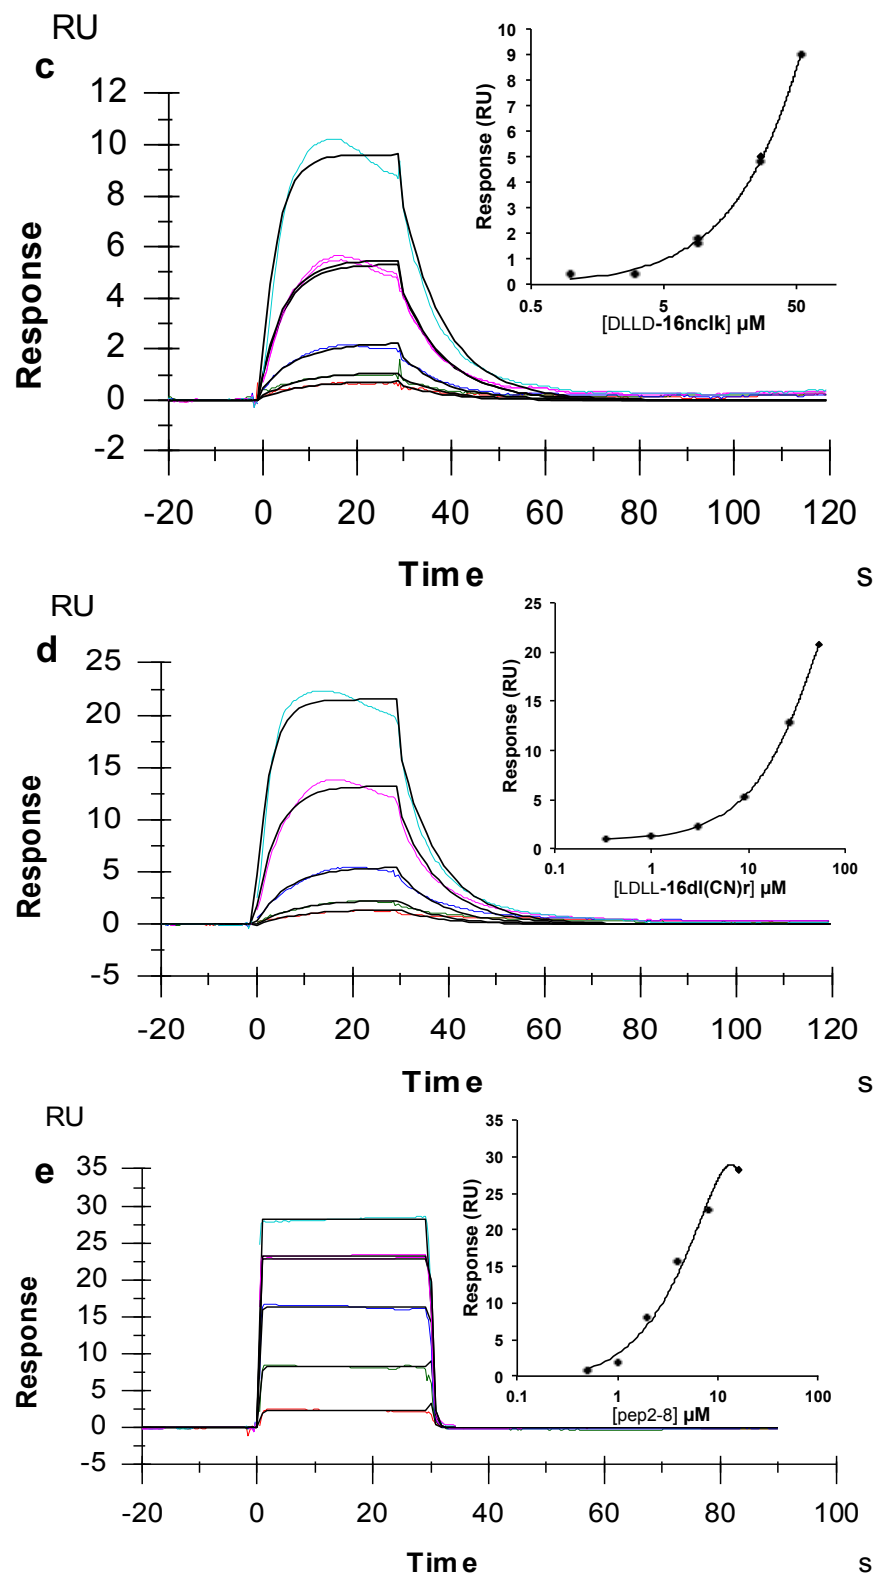 RU
c
12
10
8
6
4
2
0
-2
Response
-20 0 20 40 60 80 100 120
Time s
10
9
8
7
6
5
4
3
2
1
0
Response (RU)
0.5 5 50
[DLLD-16nclk] µM
RU
d
25
20
15
10
5
0
-5
Response
-20 0 20 40 60 80 100 120
Time s
25
20
15
10
5
0
Response (RU)
0.1 1 10 100
[LDLL-16dl(CN)r] µM
RU
e
35
30
25
20
15
10
5
0
-5
Response
-20 0 20 40 60 80 100
Time s
35
30
25
20
15
10
5
0
Response (RU)
0.1 1 10 100
[pep2-8] µM